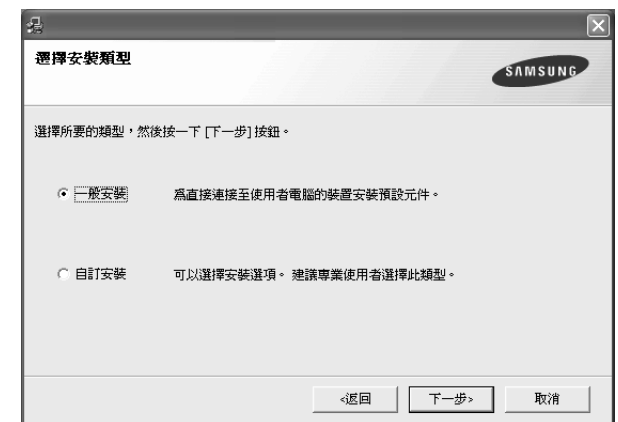 選擇安裝類型
SAMSUNG
選擇所要的類型，然後按一下 [下一步] 按鈕。
一般安裝 為直接連接至使用者電腦的裝置安裝預設元件。
自訂安裝 可以選擇安裝選項。 建議專業使用者選擇此類型。
<返回 下一步> 取消